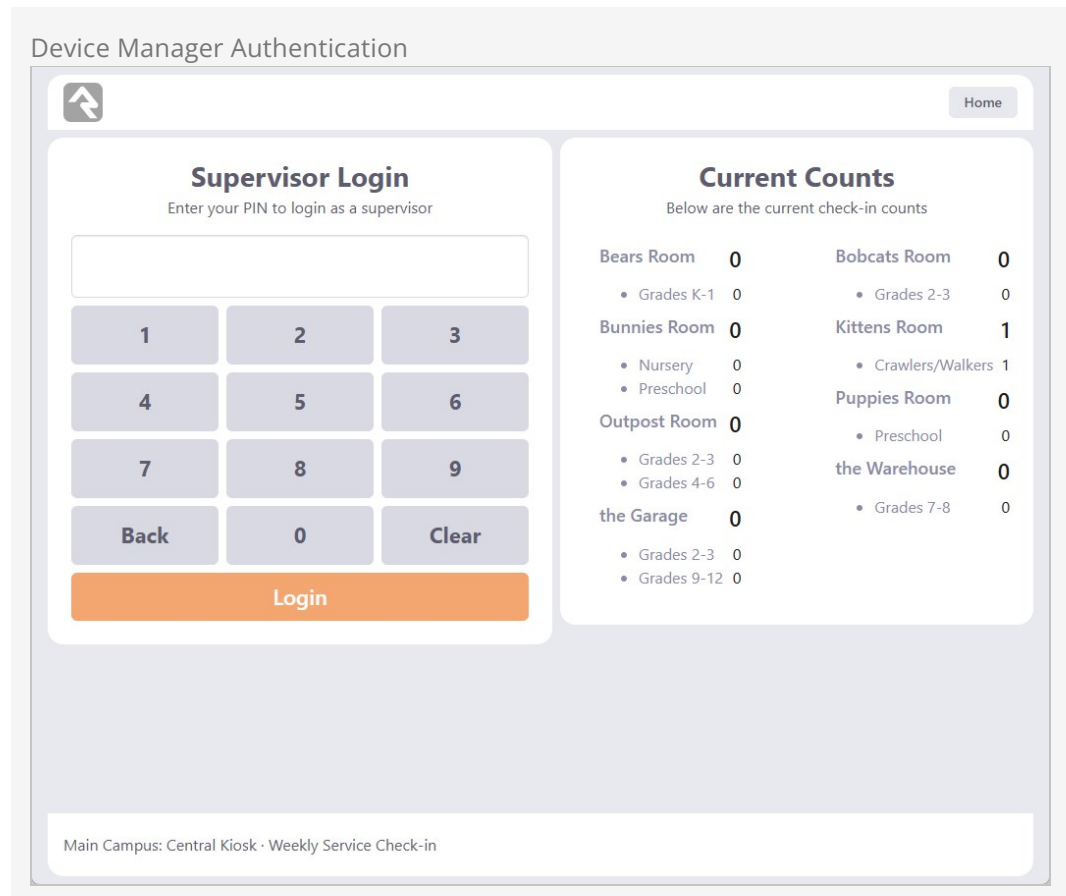 Device Manager Authentication
Home
Supervisor Login
Enter your PIN to login as a supervisor
1 2 3
4 5 6
7 8 9
Back 0 Clear
Login
Current Counts
Below are the current check-in counts
Bears Room 0
• Grades K-1 0
Bunnies Room 0
• Nursery 0
• Preschool 0
Outpost Room 0
• Grades 2-3 0
• Grades 4-6 0
the Garage 0
• Grades 2-3 0
• Grades 9-12 0
Bobcats Room 0
• Grades 2-3 0
Kittens Room 1
• Crawlers/Walkers 1
Puppies Room 0
• Preschool 0
the Warehouse 0
• Grades 7-8 0
Main Campus: Central Kiosk · Weekly Service Check-in